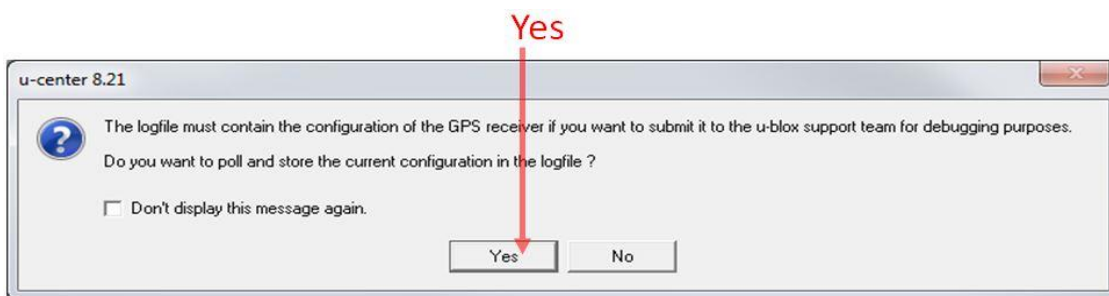 Yes
u-center 8.21
The logfile must contain the configuration of the GPS receiver if you want to submit it to the u-blox support team for debugging purposes.
Do you want to poll and store the current configuration in the logfile ?
Don't display this message again.
Yes No